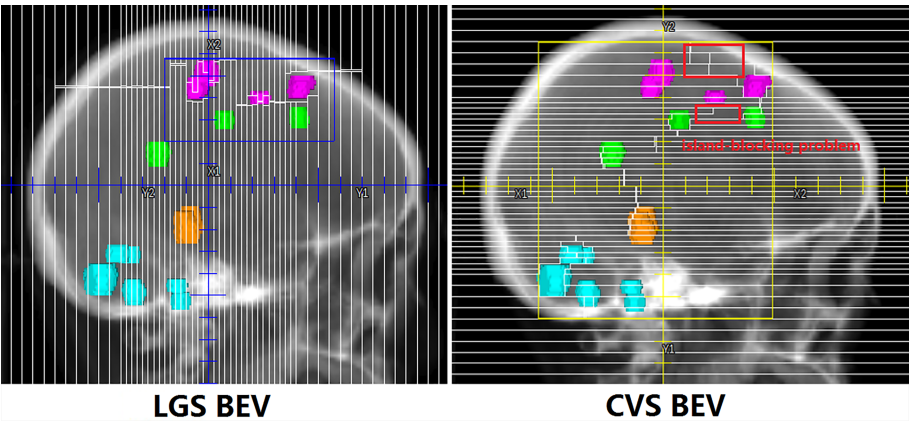 X2
X1
Y2
Y1
Y2
island-blocking problem
X1
X2
Y1
LGS BEV
CVS BEV